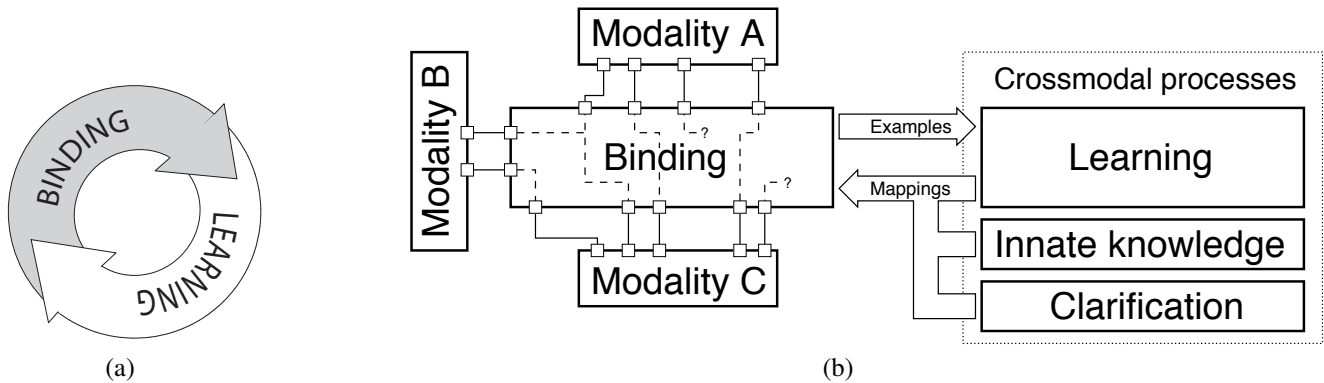 BINDING
LEARNING
(a)
Modality A
Modality B
Binding
?
?
Modality C
Examples
Mappings
Crossmodal processes
Learning
Innate knowledge
Clarification
(b)